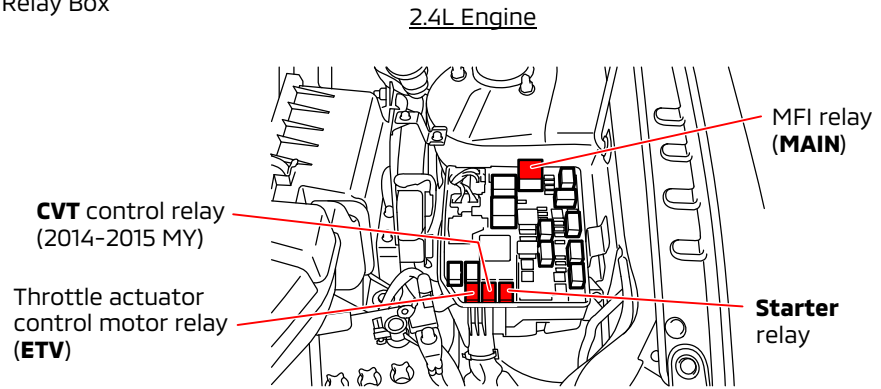 Relay Box
2.4L Engine
MFI relay
(MAIN)
CVT control relay
(2014-2015 MY)
Throttle actuator
control motor relay
(ETV)
Starter
relay